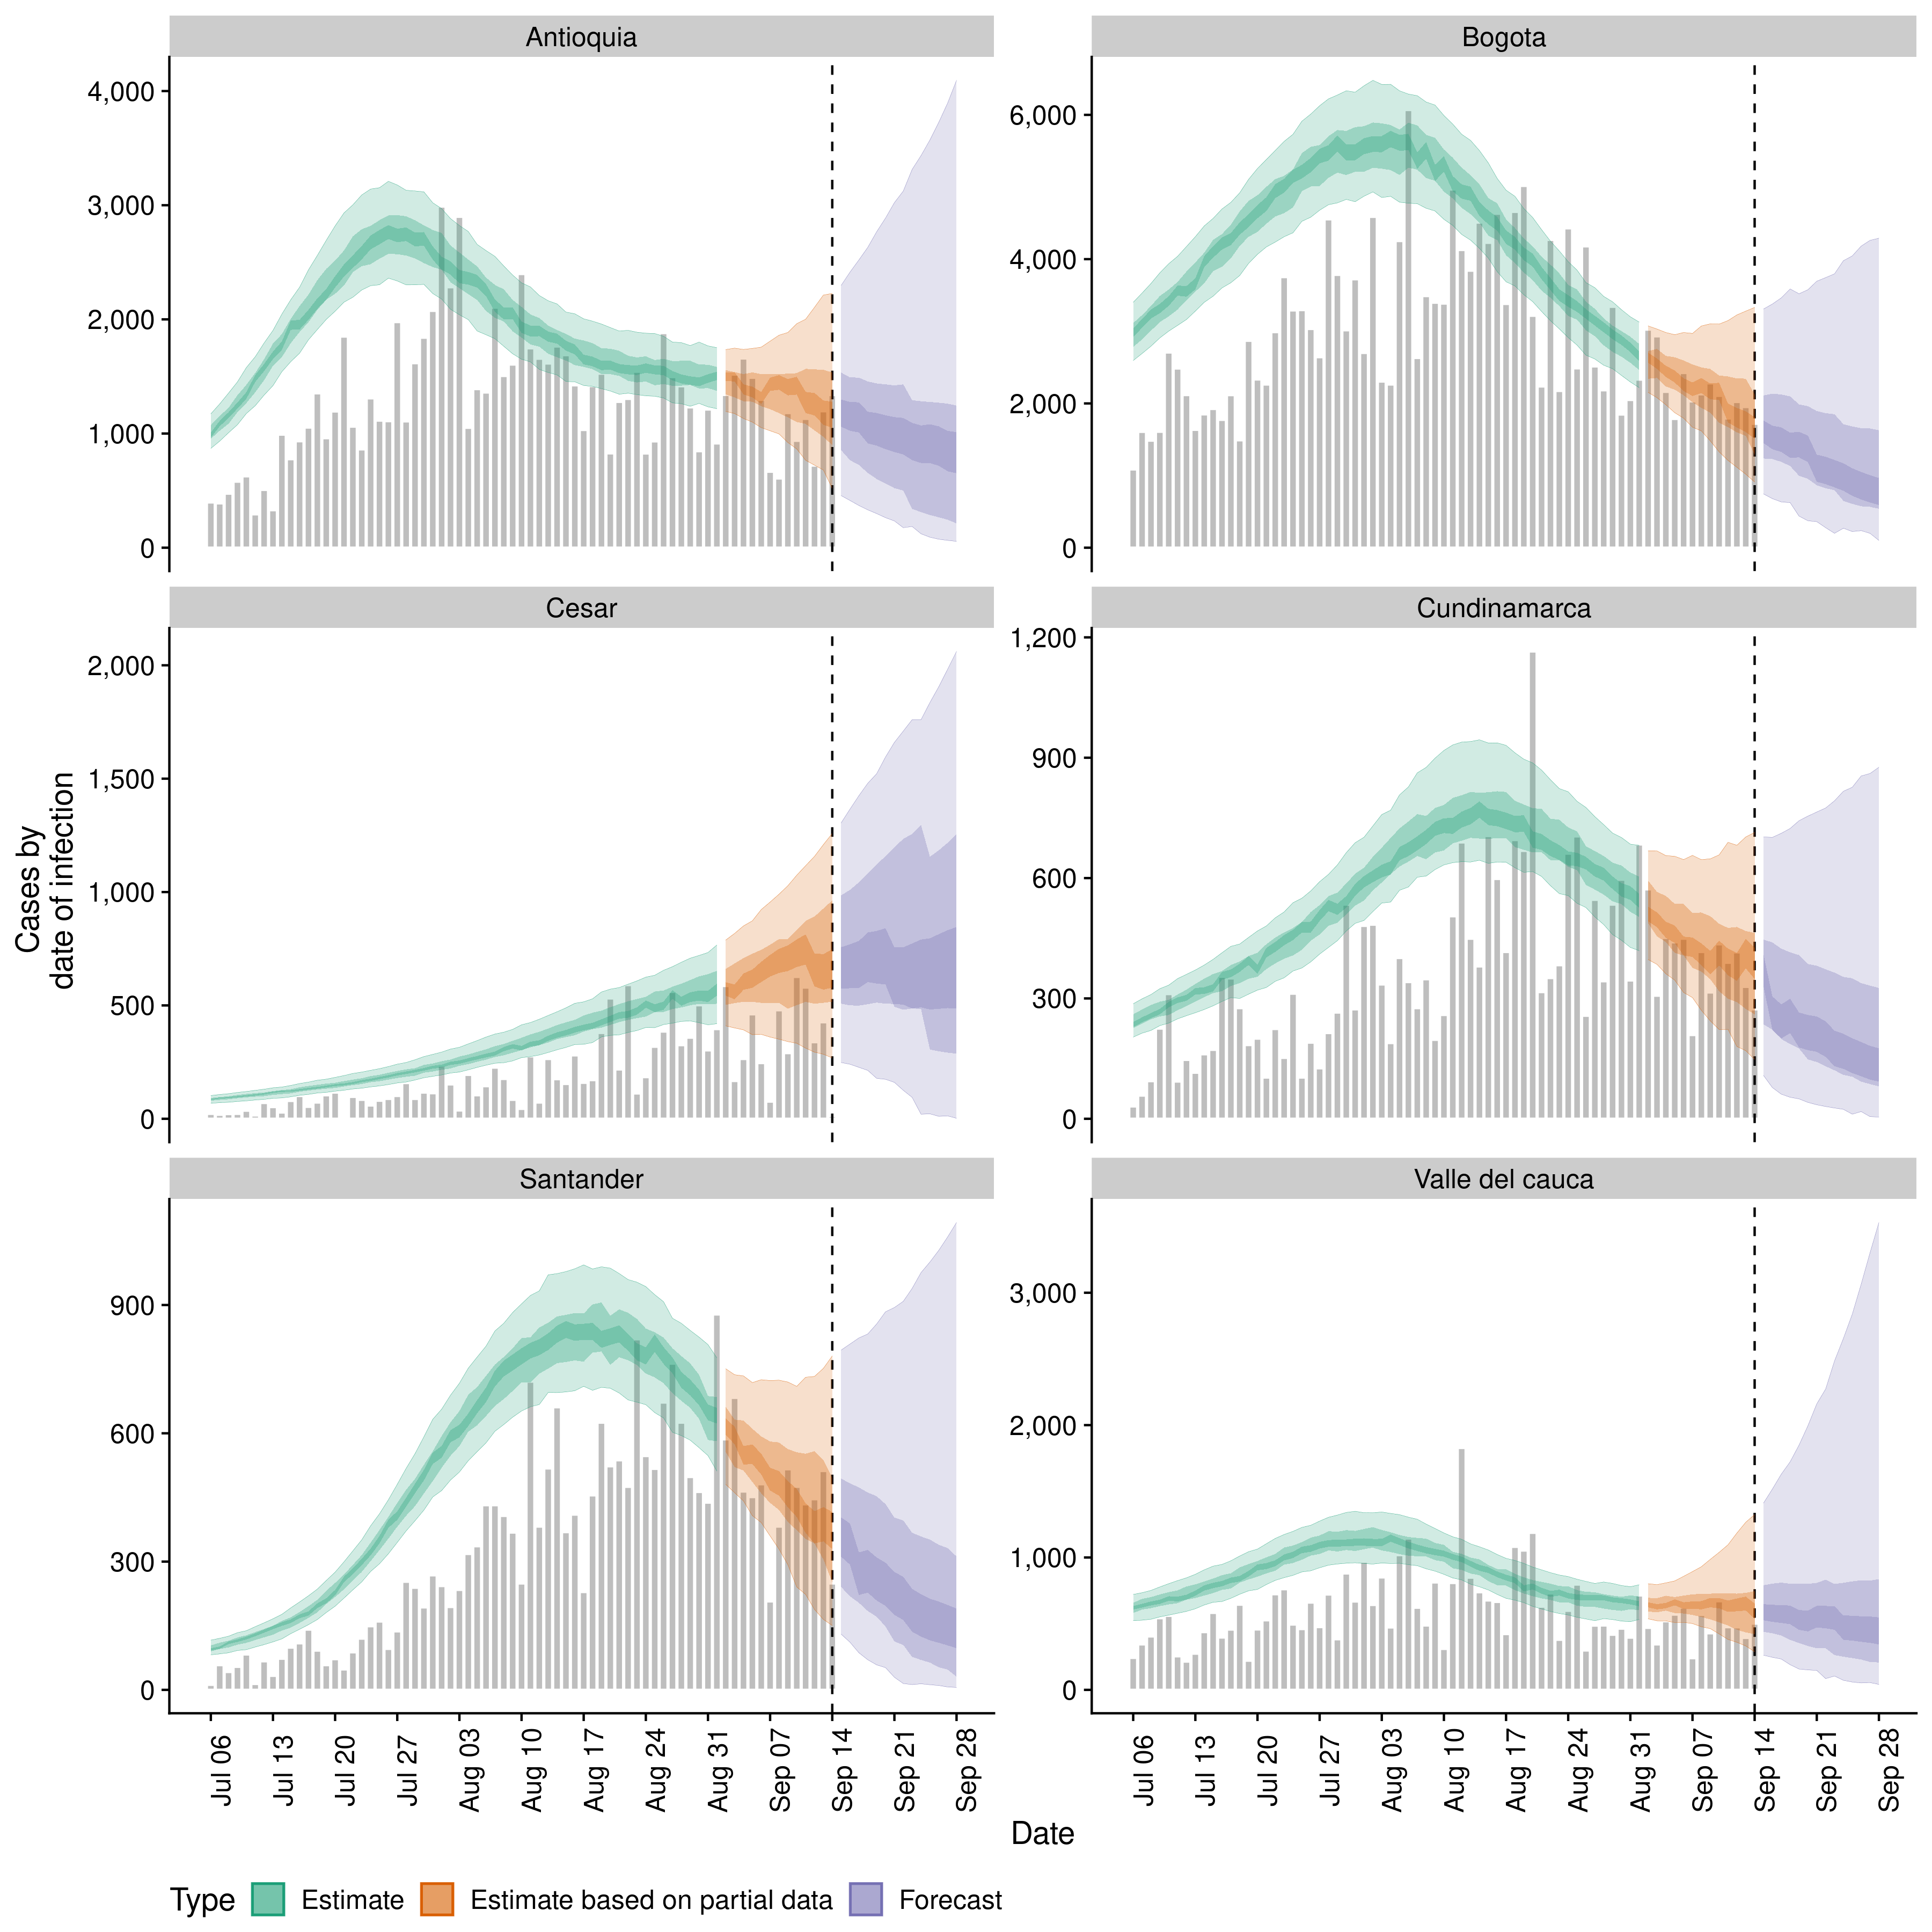 Antioquia
Bogota
4,000
3,000
2,000
1,000
0
6,000
4,000
2,000
0
Cesar
Cundinamarca
2,000
1,500
1,000
500
0
1,200
900
600
300
0
Cases by
date of infection
Santander
Valle del cauca
900
600
300
0
3,000
2,000
1,000
0
Jul 06
Jul 13
Jul 20
Jul 27
Aug 03
Aug 10
Aug 17
Aug 24
Aug 31
Sep 07
Sep 14
Sep 21
Sep 28
Jul 06
Jul 13
Jul 20
Jul 27
Aug 03
Aug 10
Aug 17
Aug 24
Aug 31
Sep 07
Sep 14
Sep 21
Sep 28
Date
Type Estimate Estimate based on partial data Forecast